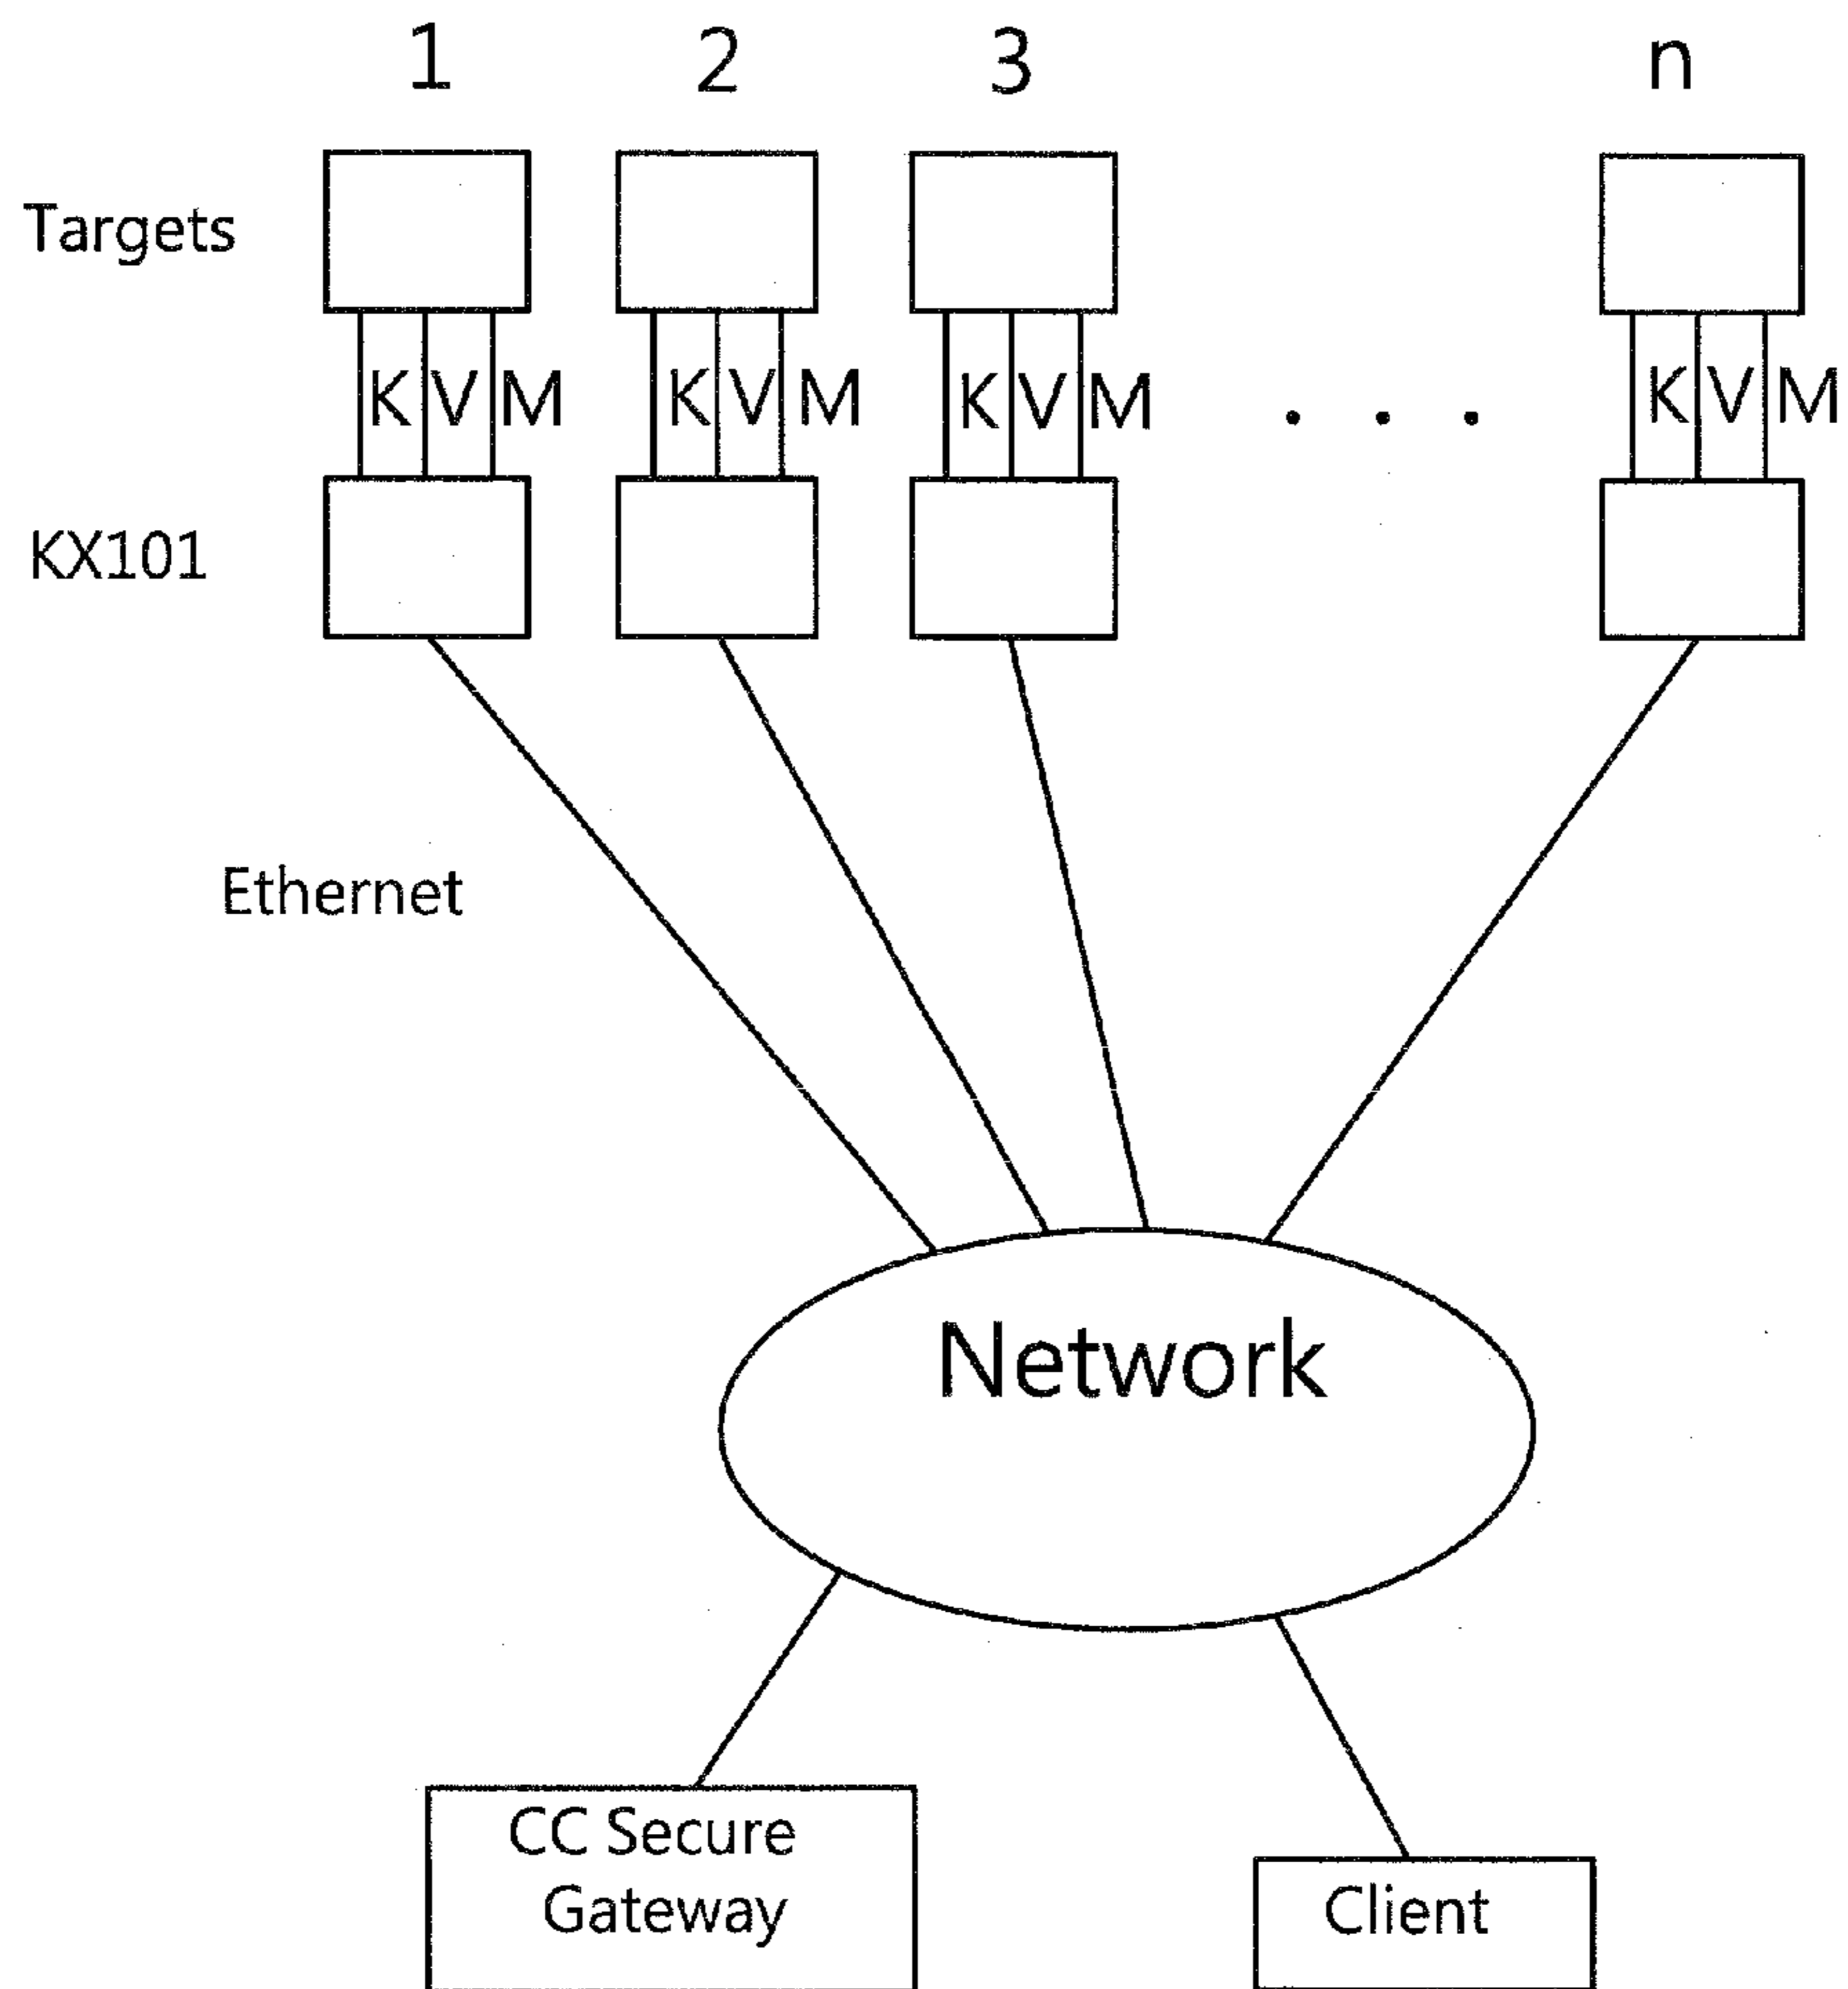 1 2 3 n
Targets
K V M K V M K V M . . . K V M
KX101
Ethernet
Network
CC Secure
Gateway
Client